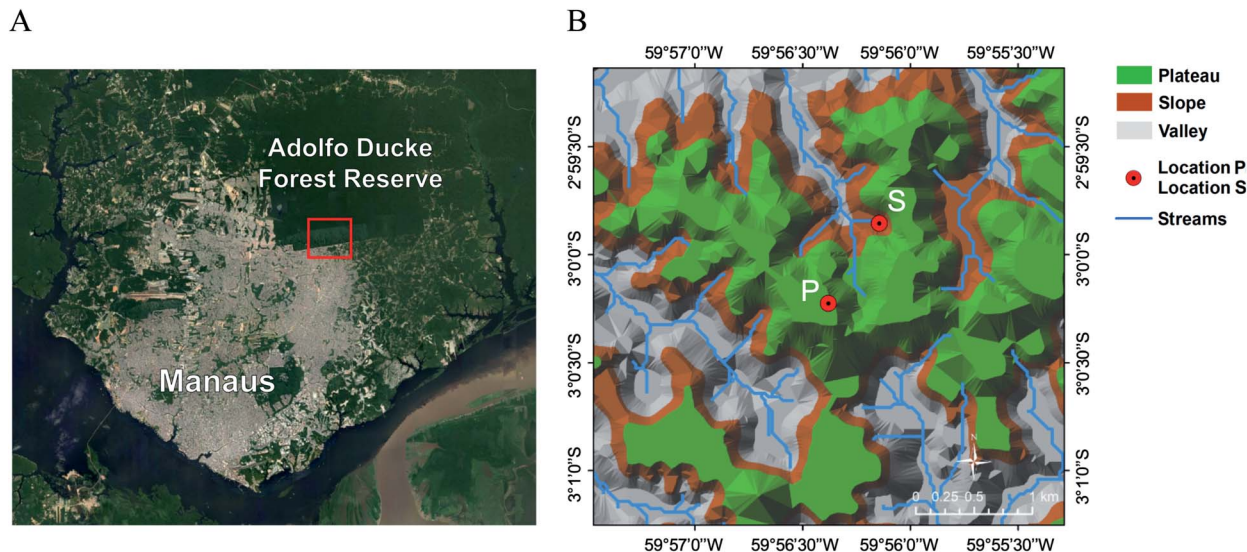 A
B
Adolfo Ducke
Forest Reserve
Manaus
59°57'0"W 59°56'30"W 59°56'0"W 59°55'30"W
2°59'30"S
3°0'0"S
3°0'30"S
3°1'0"S
S
P
N
0 0.25 0.5 1 km
59°57'0"W 59°56'30"W 59°56'0"W 59°55'30"W
2°59'30"S
3°0'0"S
3°0'30"S
3°1'0"S
Plateau
Slope
Valley
Location P
Location S
Streams